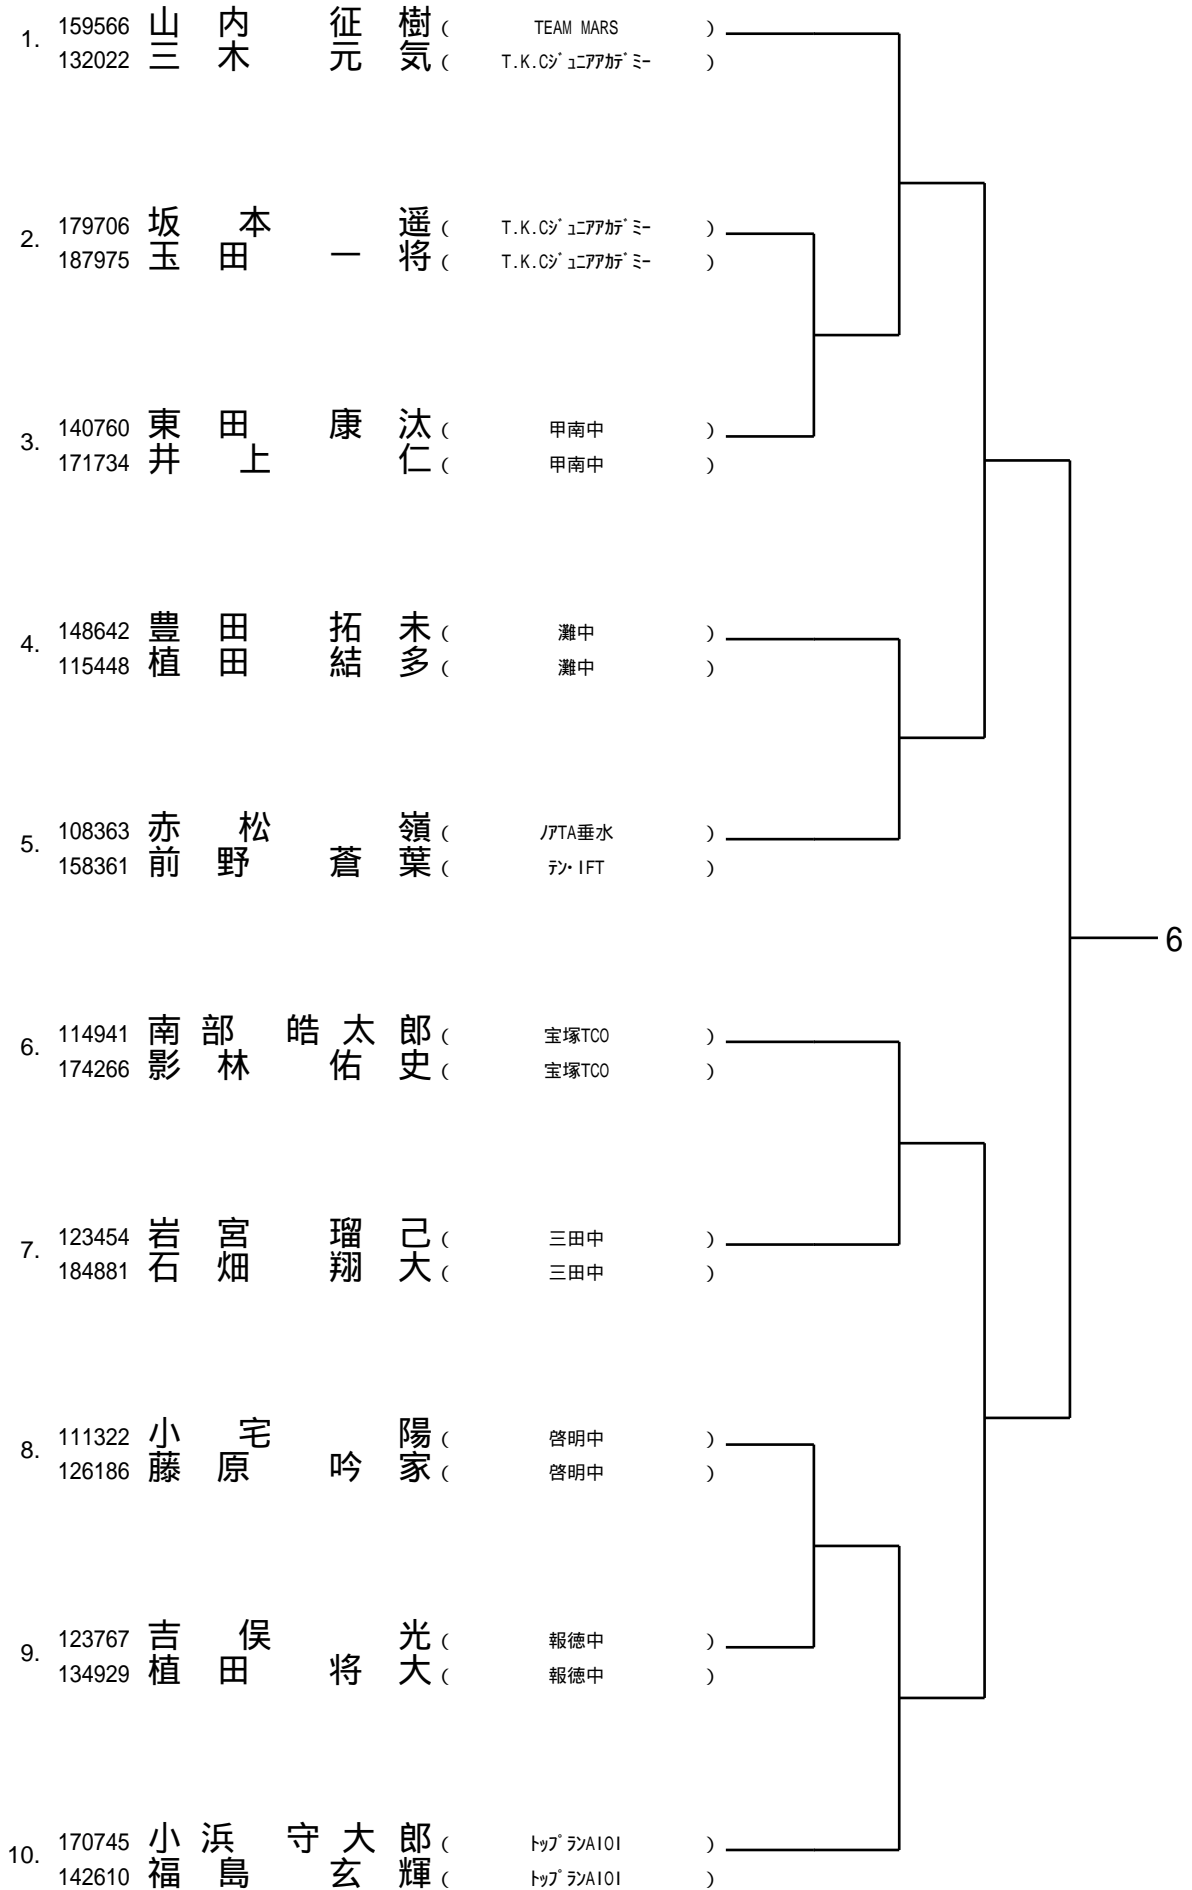 1. 159566 山内 征樹 ( TEAM MARS )
132022 三木 元気 ( T.K.Cｼﾞｭﾆｱｱｶﾃﾞﾐｰ )
2. 179706 坂本 遥 ( T.K.Cｼﾞｭﾆｱｱｶﾃﾞﾐｰ )
187975 玉田 一将 ( T.K.Cｼﾞｭﾆｱｱｶﾃﾞﾐｰ )
3. 140760 東田 康汰 ( 甲南中 )
171734 井上 仁 ( 甲南中 )
4. 148642 豊田 拓未 ( 灘中 )
115448 植田 結多 ( 灘中 )
5. 108363 赤松 嶺 ( ﾉｱTA垂水 )
158361 前野 蒼葉 ( ﾃﾝ･IFT )
6
6. 114941 南部 皓太郎 ( 宝塚TCO )
174266 影林 佑史 ( 宝塚TCO )
7. 123454 岩宮 瑠己 ( 三田中 )
184881 石畑 翔大 ( 三田中 )
8. 111322 小宅 陽 ( 啓明中 )
126186 藤原 吟家 ( 啓明中 )
9. 123767 吉俣 光 ( 報徳中 )
134929 植田 将大 ( 報徳中 )
10. 170745 小浜 守大郎 ( ﾄｯﾌﾟﾗﾝAIOI )
142610 福島 玄輝 ( ﾄｯﾌﾟﾗﾝAIOI )